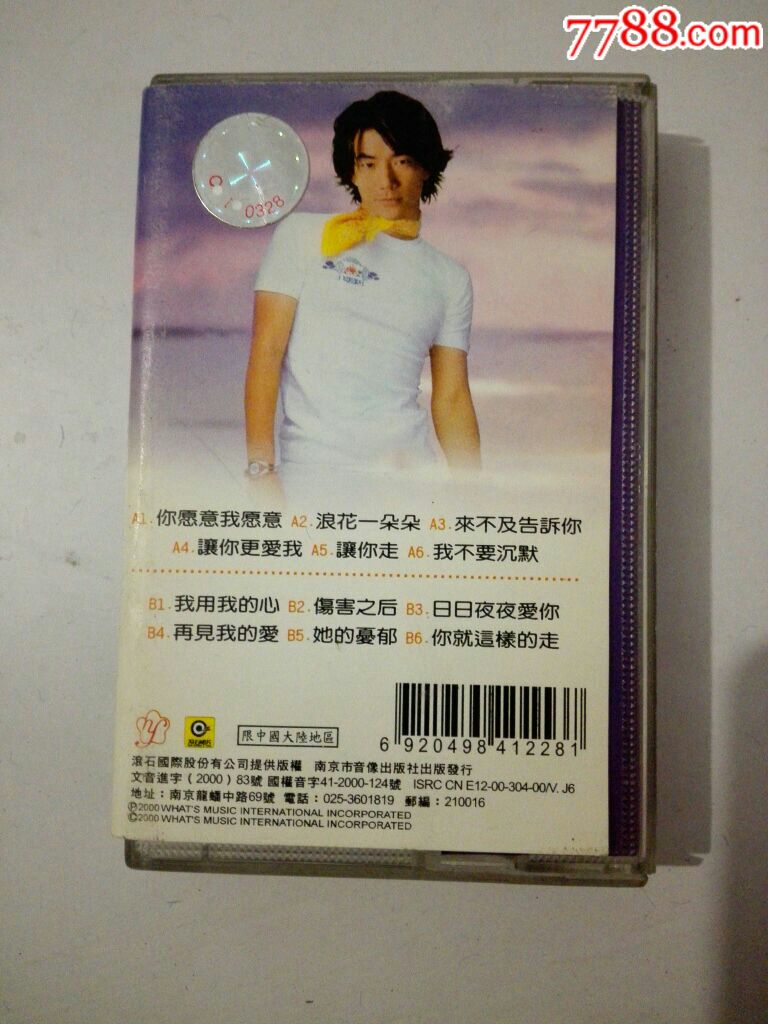 7788.com
C 0328
A1.你愿意我愿意 A2.浪花一朵朵 A3.來不及告訴你
A4.讓你更愛我 A5.讓你走 A6.我不要沉默
B1.我用我的心 B2.傷害之后 B3.日日夜夜愛你
B4.再見我的愛 B5.她的憂郁 B6.你就這樣的走
滾石唱片
限中國大陸地區
6 920498 412281
滾石國際股份有公司提供版權 南京市音像出版社出版發行
文音進字(2000)83號 國權音字41-2000-124號 ISRC CN E12-00-304-00/V. J6
地址:南京龍蟠中路69號 電話:025-3601819 郵編:210016
Ⓟ2000 WHAT'S MUSIC INTERNATIONAL INCORPORATED
©2000 WHAT'S MUSIC INTERNATIONAL INCORPORATED